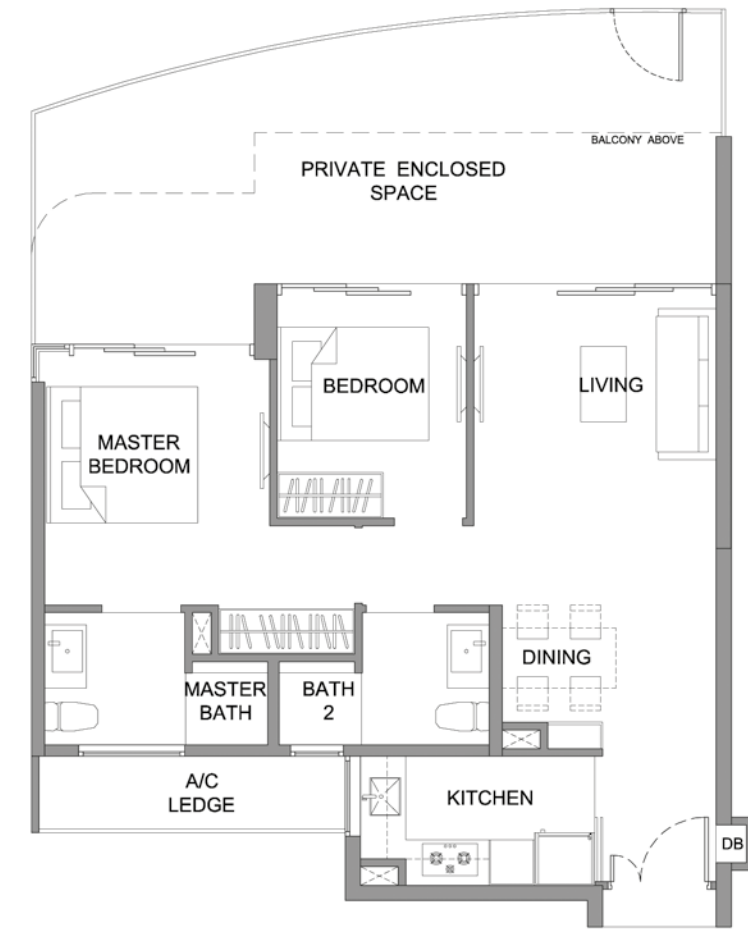 BALCONY ABOVE
PRIVATE ENCLOSED
SPACE
BEDROOM
LIVING
MASTER
BEDROOM
DINING
MASTER
BATH
BATH
2
A/C
LEDGE
KITCHEN
DB